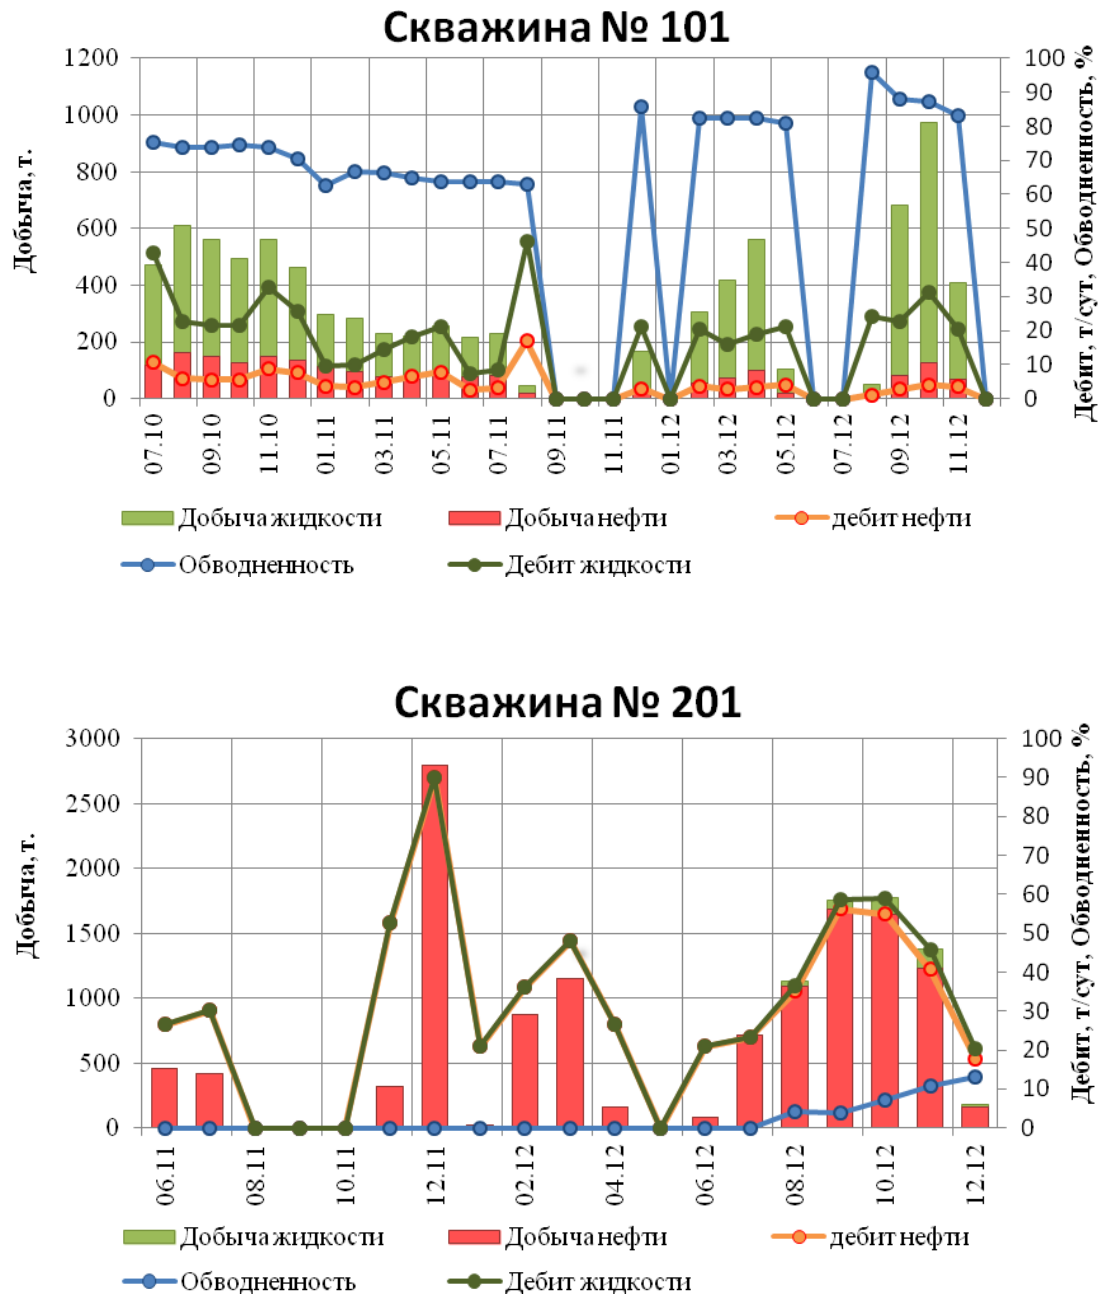 Скважина № 101
1200 100
90
1000 80
800 70
60
600 50
400 40
30
200 20
10
0 0
Добыча, т.
Дебит, т/сут, Обводненность, %
07.10 09.10 11.10 01.11 03.11 05.11 07.11 09.11 11.11 01.12 03.12 05.12 07.12 09.12 11.12
Добыча жидкости Добыча нефти дебит нефти
Обводненность Дебит жидкости
Скважина № 201
3000 100
90
2500 80
2000 70
60
1500 50
1000 40
30
500 20
10
0 0
Добыча, т.
Дебит, т/сут, Обводненность, %
06.11 08.11 10.11 12.11 02.12 04.12 06.12 08.12 10.12 12.12
Добыча жидкости Добыча нефти дебит нефти
Обводненность Дебит жидкости